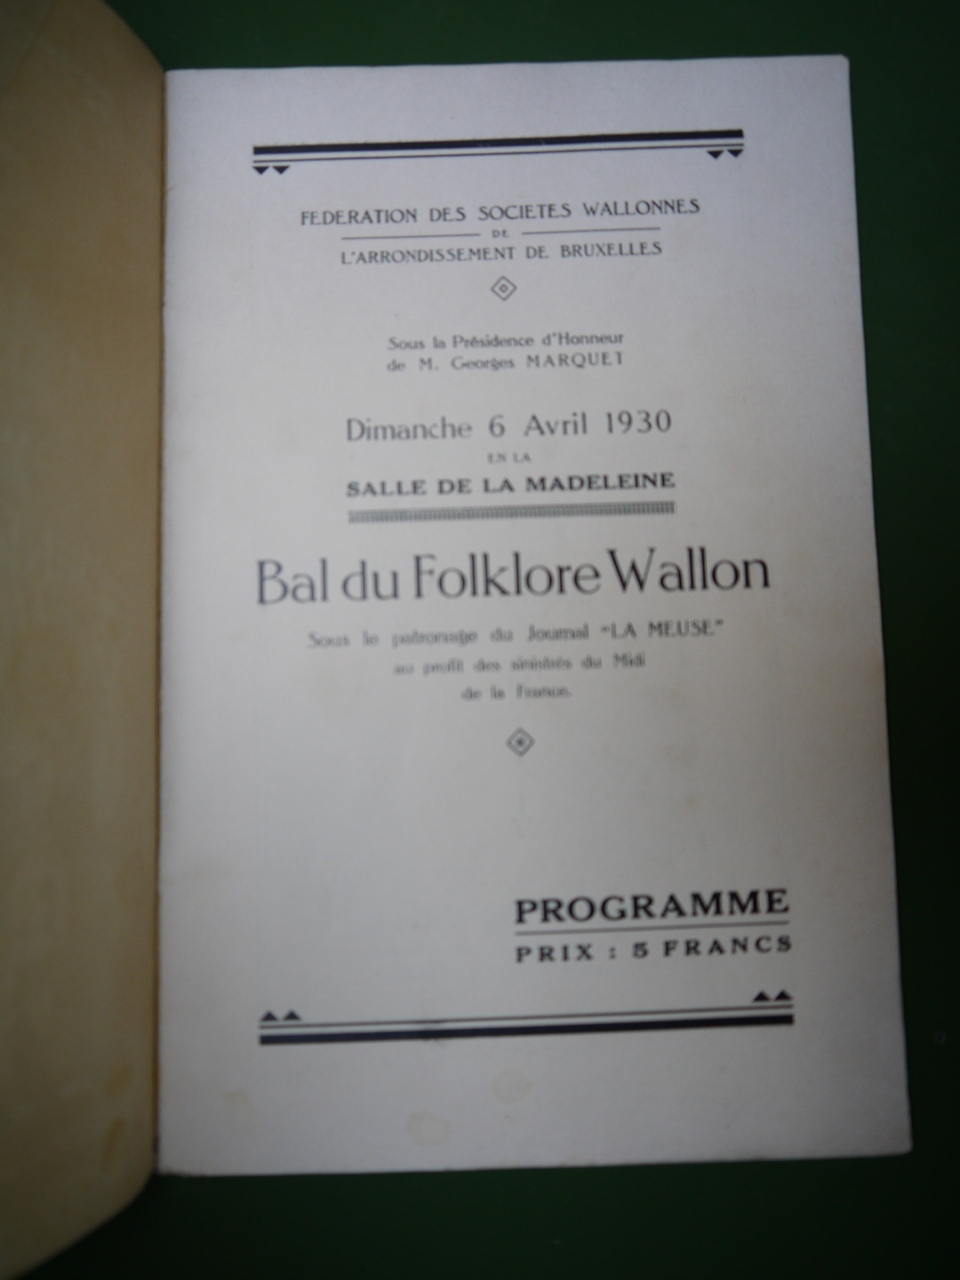 FEDERATION DES SOCIETES WALLONNES
DE
L'ARRONDISSEMENT DE BRUXELLES
Sous la Présidence d'Honneur
de M. Georges MARQUET
Dimanche 6 Avril 1930
EN LA
SALLE DE LA MADELEINE
Bal du Folklore Wallon
Sous le patronage du Journal "LA MEUSE"
au profit des sinistrés du Midi
de la France.
PROGRAMME
PRIX : 5 FRANCS